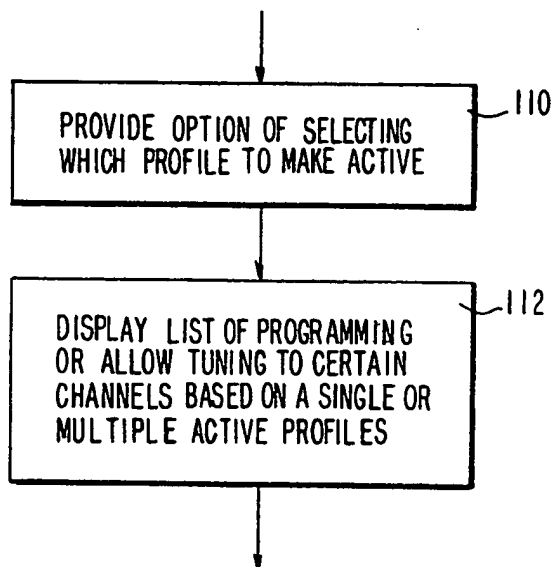 110
PROVIDE OPTION OF SELECTING
WHICH PROFILE TO MAKE ACTIVE
112
DISPLAY LIST OF PROGRAMMING
OR ALLOW TUNING TO CERTAIN
CHANNELS BASED ON A SINGLE OR
MULTIPLE ACTIVE PROFILES